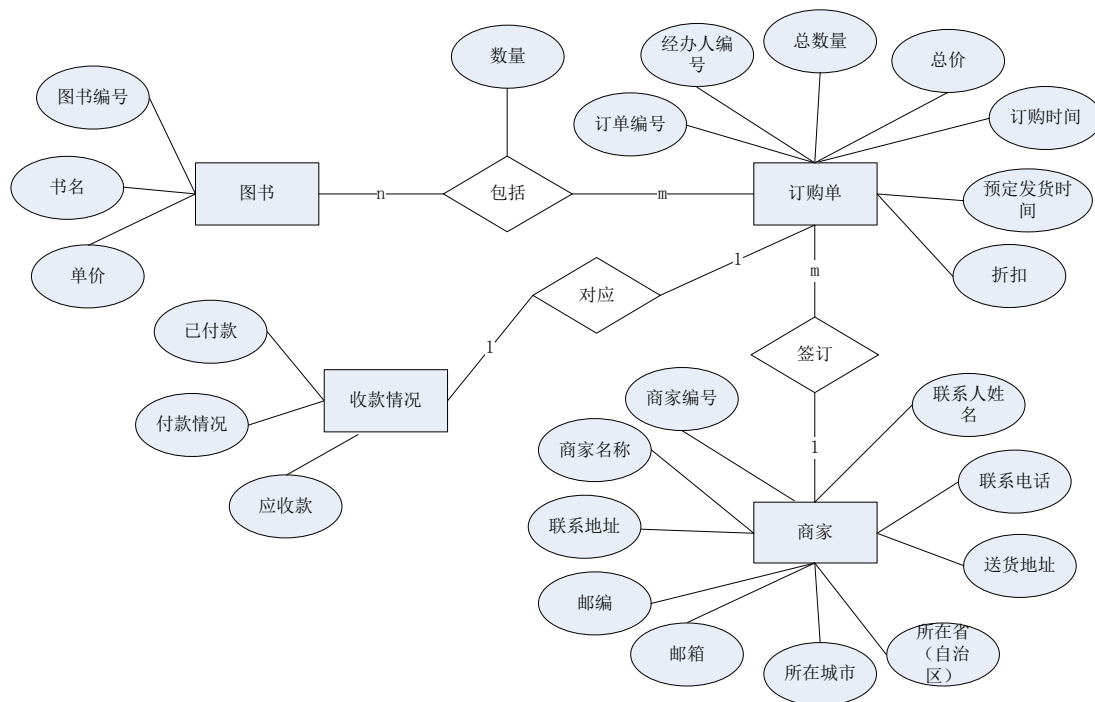 数量
经办人编
号
总数量
总价
图书编号
订单编号
订购时间
书名
图书
n
包括
m
订购单
预定发货时
间
单价
折扣
1
m
对应
已付款
1
签订
收款情况
商家编号
联系人姓
名
付款情况
商家名称
1
联系电话
应收款
联系地址
商家
送货地址
邮编
邮箱
所在城市
所在省
(自治
区)